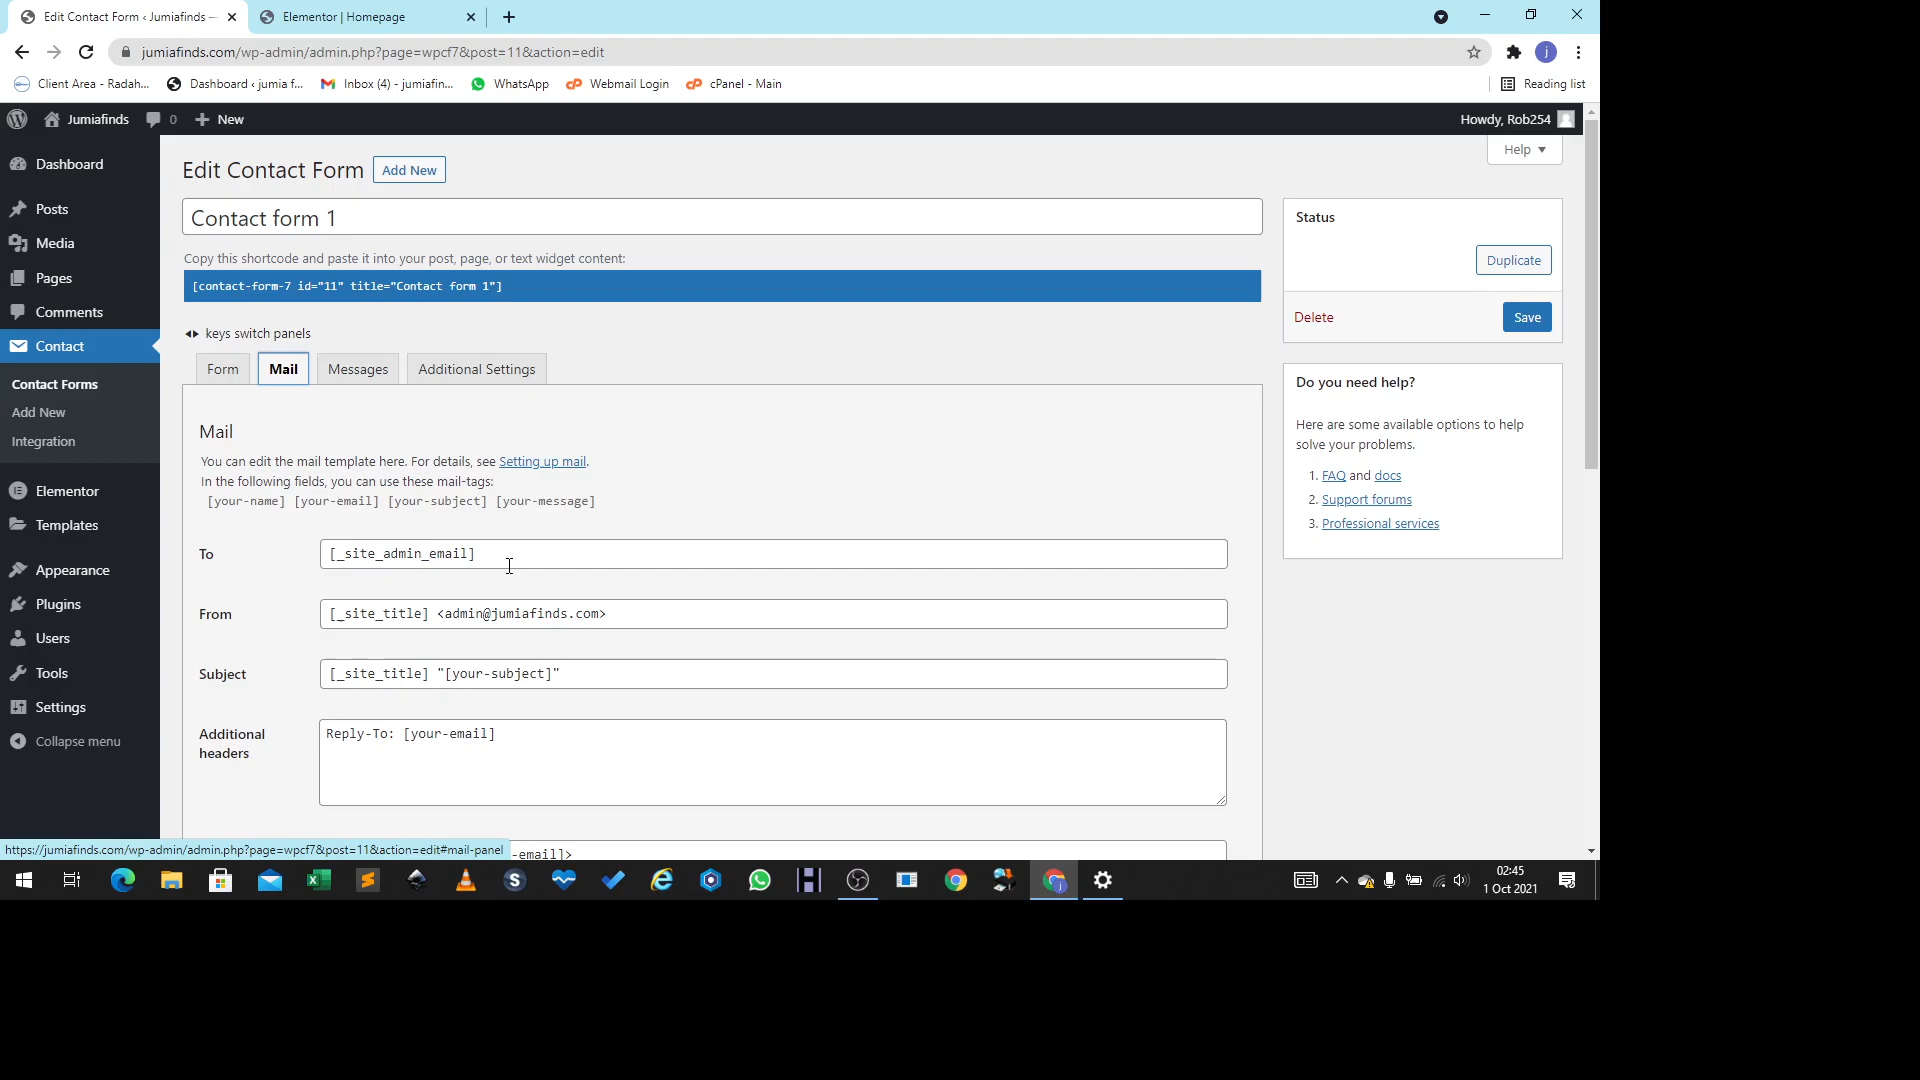 Edit Contact Form ‹ Jumiafinds —
Elementor | Homepage
jumiafinds.com/wp-admin/admin.php?page=wpcf7&post=11&action=edit
j
Client Area - Radah...
Dashboard ‹ jumia f...
Inbox (4) - jumiafin...
WhatsApp
Webmail Login
cPanel - Main
Reading list
Jumiafinds
0
New
Howdy, Rob254
Help
Dashboard
Posts
Media
Pages
Comments
Contact
Contact Forms
Add New
Integration
Elementor
Templates
Appearance
Plugins
Users
Tools
Settings
Collapse menu
Edit Contact Form
Add New
Contact form 1
Copy this shortcode and paste it into your post, page, or text widget content:
[contact-form-7 id="11" title="Contact form 1"]
keys switch panels
Form
Mail
Messages
Additional Settings
Mail
You can edit the mail template here. For details, see Setting up mail.
In the following fields, you can use these mail-tags:
[your-name] [your-email] [your-subject] [your-message]
To
[_site_admin_email]
From
[_site_title] <admin@jumiafinds.com>
Subject
[_site_title] "[your-subject]"
Additional
headers
Reply-To: [your-email]
-email]>
Status
Duplicate
Delete
Save
Do you need help?
Here are some available options to help
solve your problems.
1. FAQ and docs
2. Support forums
3. Professional services
https://jumiafinds.com/wp-admin/admin.php?page=wpcf7&post=11&action=edit#mail-panel
02:45
1 Oct 2021